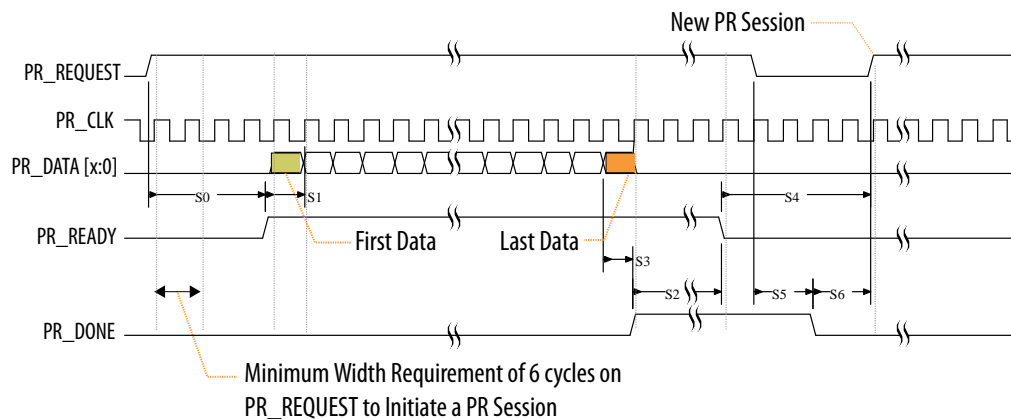 New PR Session
PR_REQUEST
PR_CLK
PR_DATA [x:0]
S0
S1
S4
PR_READY
First Data
Last Data
S3
S2
S5
S6
PR_DONE
Minimum Width Requirement of 6 cycles on
PR_REQUEST to Initiate a PR Session